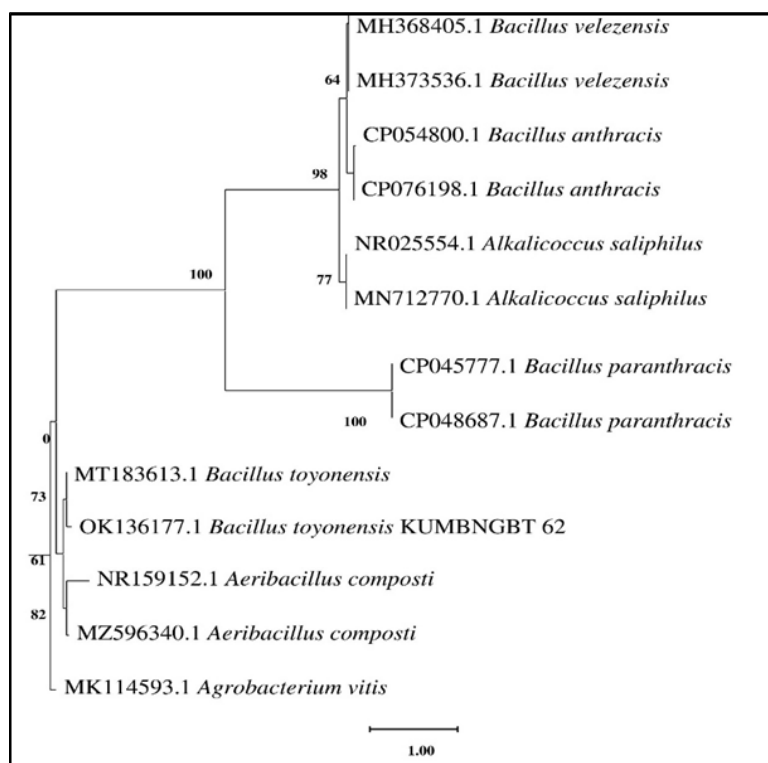 MH368405.1 Bacillus velezensis
64
MH373536.1 Bacillus velezensis
CP054800.1 Bacillus anthracis
98
CP076198.1 Bacillus anthracis
NR025554.1 Alkalicoccus saliphilus
100
77
MN712770.1 Alkalicoccus saliphilus
CP045777.1 Bacillus paranthracis
100
CP048687.1 Bacillus paranthracis
0
MT183613.1 Bacillus toyonensis
73
OK136177.1 Bacillus toyonensis KUMBNGBT 62
61
NR159152.1 Aeribacillus composti
82
MZ596340.1 Aeribacillus composti
MK114593.1 Agrobacterium vitis
1.00